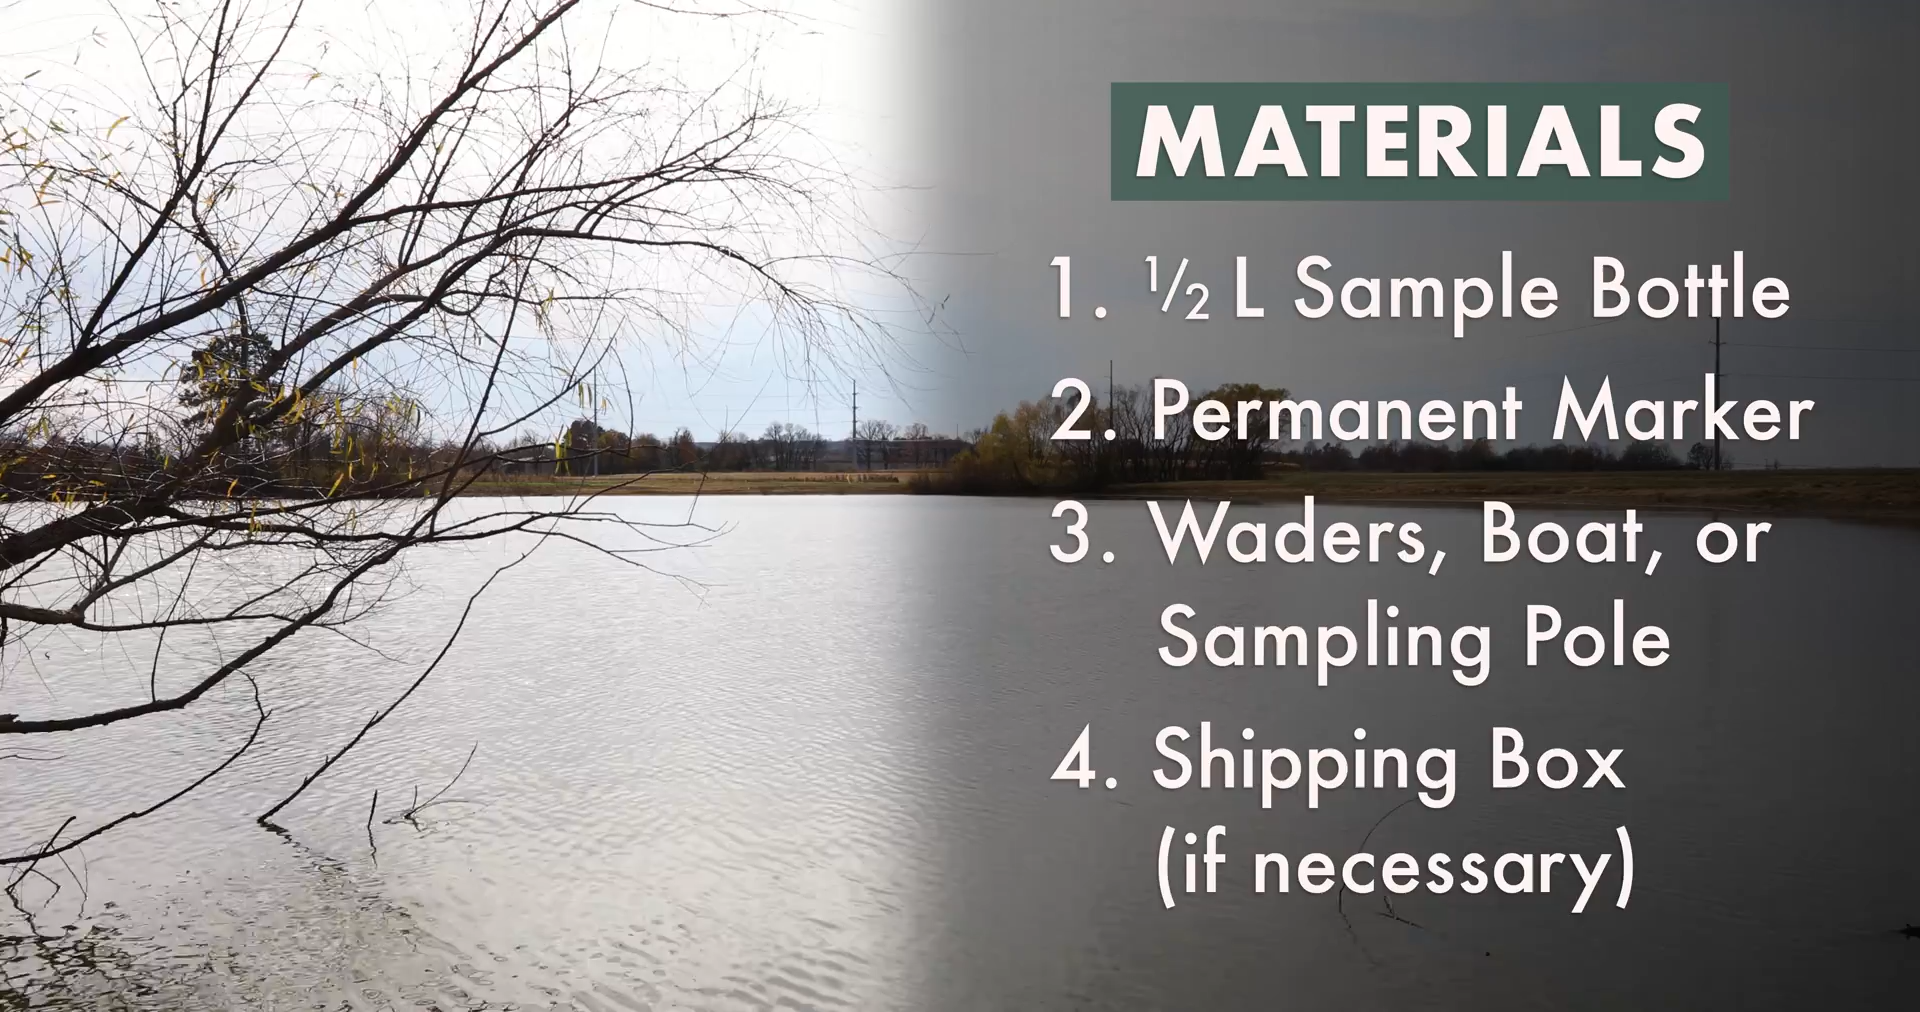 MATERIALS
1. ½ L Sample Bottle
2. Permanent Marker
3. Waders, Boat, or
Sampling Pole
4. Shipping Box
(if necessary)